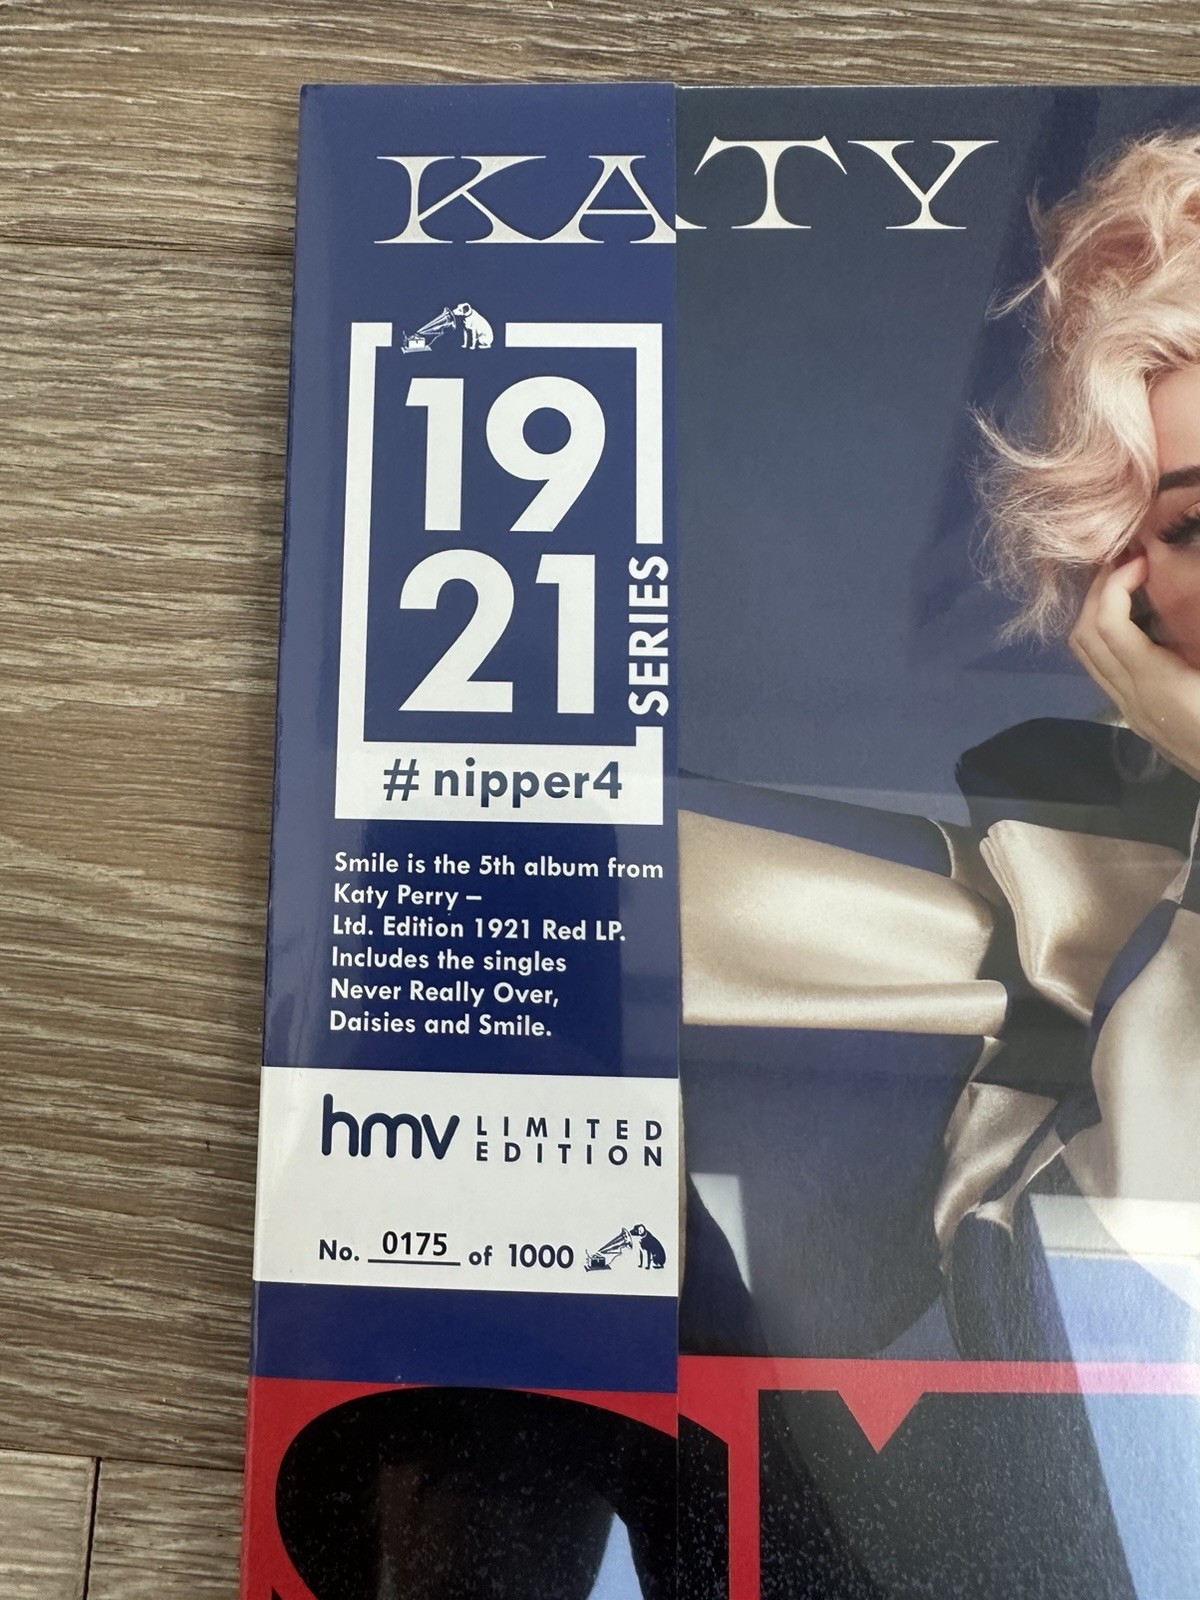 KATY
19
21
SERIES
# nipper4
Smile is the 5th album from
Katy Perry –
Ltd. Edition 1921 Red LP.
Includes the singles
Never Really Over,
Daisies and Smile.
hmv LIMITED
EDITION
No. 0175 of 1000